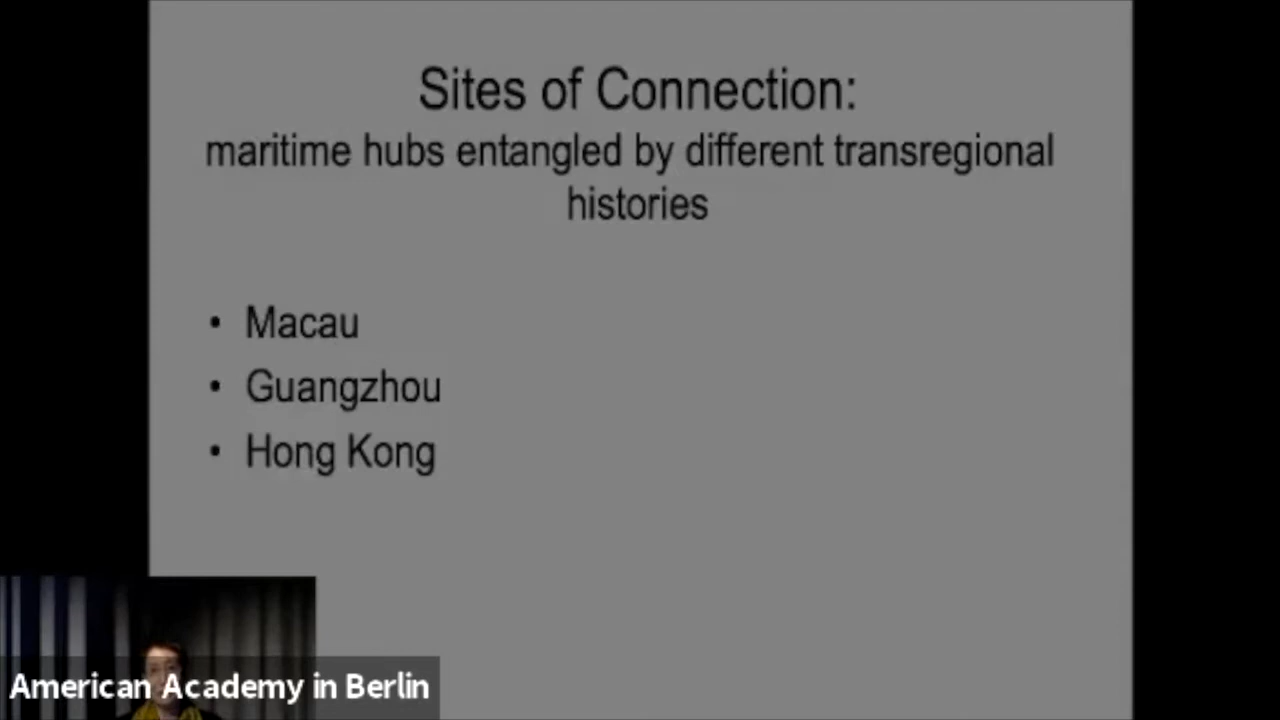 Sites of Connection:
maritime hubs entangled by different transregional
histories
• Macau
• Guangzhou
• Hong Kong
American Academy in Berlin